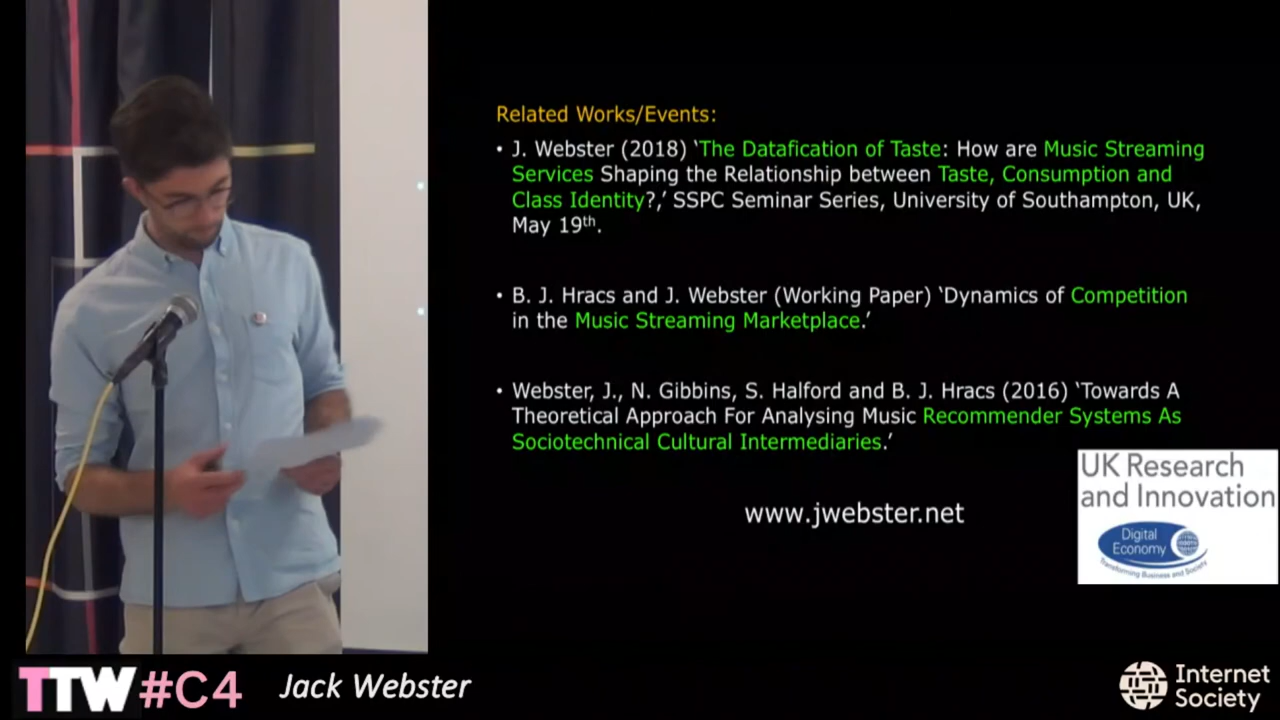 Related Works/Events:
• J. Webster (2018) ‘The Datafication of Taste: How are Music Streaming
Services Shaping the Relationship between Taste, Consumption and
Class Identity?,’ SSPC Seminar Series, University of Southampton, UK,
May 19th.
• B. J. Hracs and J. Webster (Working Paper) ‘Dynamics of Competition
in the Music Streaming Marketplace.’
• Webster, J., N. Gibbins, S. Halford and B. J. Hracs (2016) ‘Towards A
Theoretical Approach For Analysing Music Recommender Systems As
Sociotechnical Cultural Intermediaries.’
www.jwebster.net
UK Research
and Innovation
Digital
Economy
Transforming Business and Society
TTW#C4 Jack Webster
Internet
Society